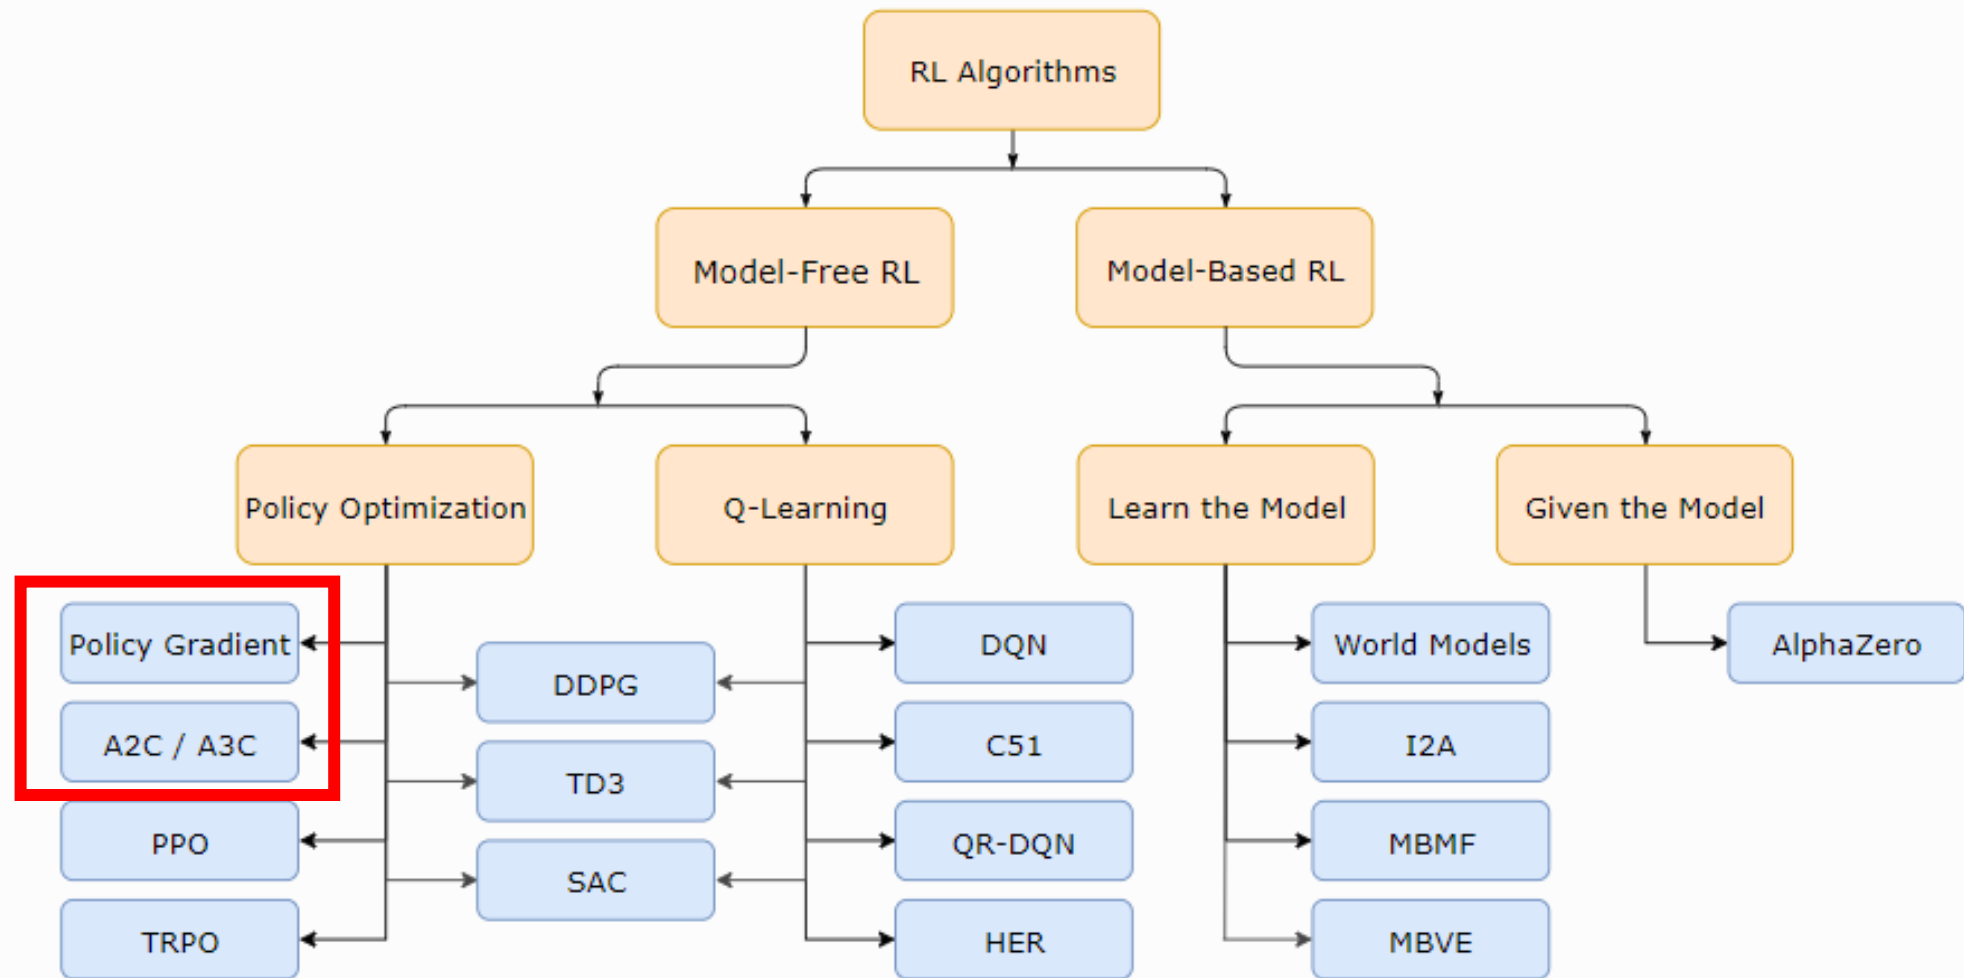 RL Algorithms
Model-Free RL
Model-Based RL
Policy Optimization
Q-Learning
Learn the Model
Given the Model
Policy Gradient
DDPG
DQN
World Models
AlphaZero
A2C / A3C
TD3
C51
I2A
PPO
SAC
QR-DQN
MBMF
TRPO
HER
MBVE